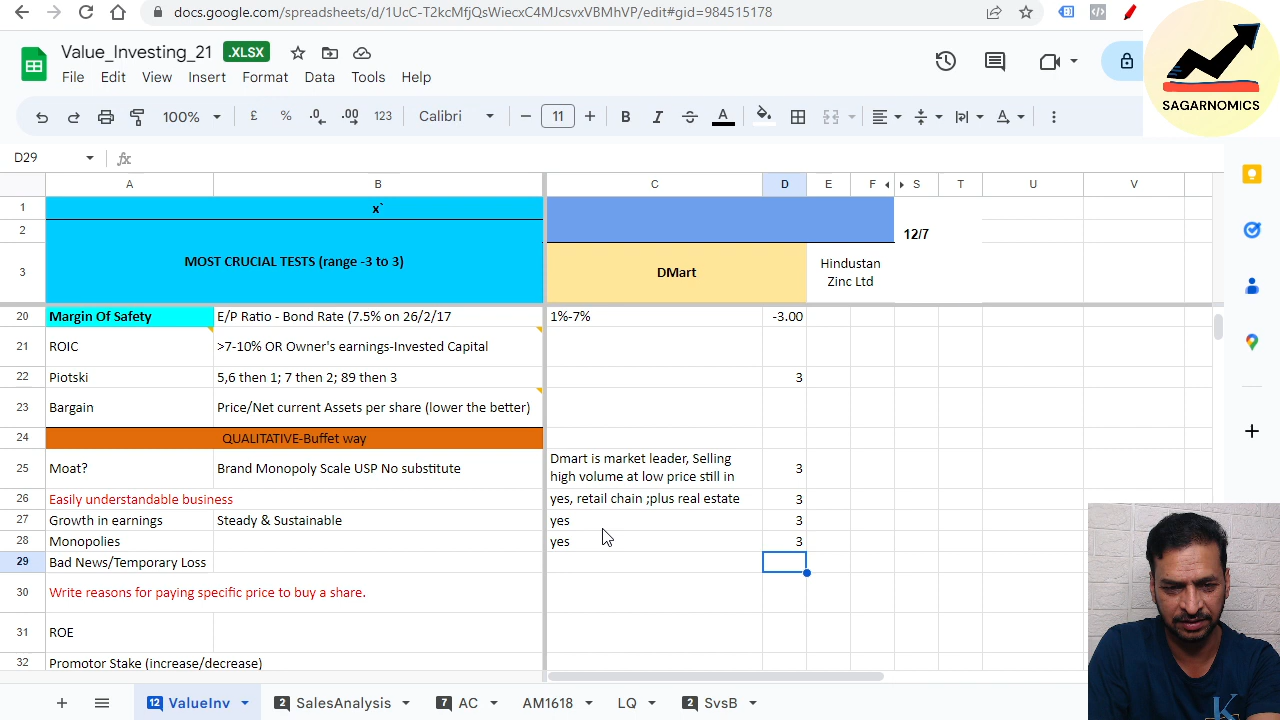 docs.google.com/spreadsheets/d/1UcC-T2kcMfjQsWiecxC4MJcsvxVBMhVP/edit#gid=984515178
Value_Investing_21 .XLSX
SAGARNOMICS
File Edit View Insert Format Data Tools Help
100% £ % .0 .00 123 Calibri 11 B I S A
D29 fx
A B C D E F S T U V
1 x`
2 12/7
3 MOST CRUCIAL TESTS (range -3 to 3) DMart Hindustan
Zinc Ltd
20 Margin Of Safety E/P Ratio - Bond Rate (7.5% on 26/2/17 1%-7% -3.00
21 ROIC >7-10% OR Owner's earnings-Invested Capital
22 Piotski 5,6 then 1; 7 then 2; 89 then 3 3
23 Bargain Price/Net current Assets per share (lower the better)
24 QUALITATIVE-Buffet way
25 Moat? Brand Monopoly Scale USP No substitute Dmart is market leader, Selling
high volume at low price still in 3
26 Easily understandable business yes, retail chain ;plus real estate 3
27 Growth in earnings Steady & Sustainable yes 3
28 Monopolies yes 3
29 Bad News/Temporary Loss
30 Write reasons for paying specific price to buy a share.
31 ROE
32 Promotor Stake (increase/decrease)
12 ValueInv 2 SalesAnalysis 7 AC AM1618 LQ 2 SvsB